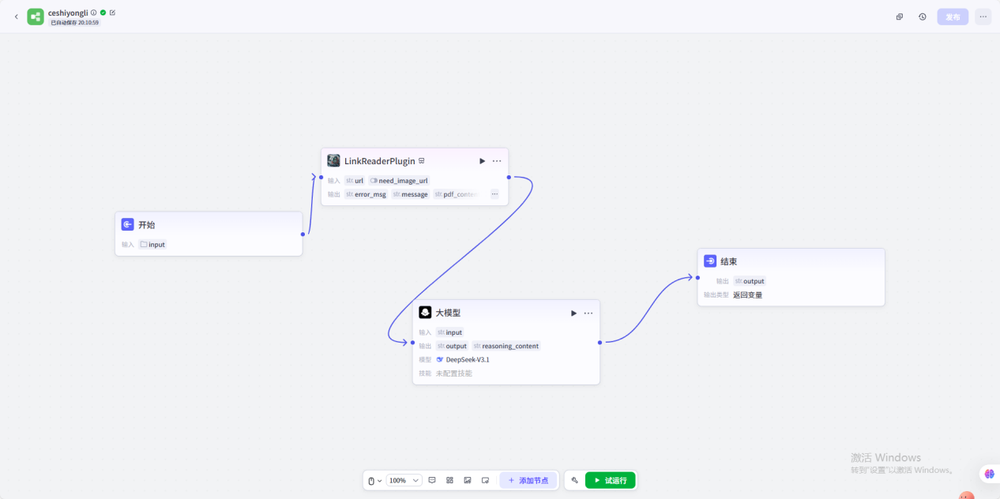 ceshiyongli
已自动保存 20:10:59
发布
LinkReaderPlugin
输入 str. url need_image_url
输出 str. error_msg str. message str. pdf_conten
开始
输入 input
结束
输出 str. output
输出类型 返回变量
大模型
输入 str. input
输出 str. output str. reasoning_content
模型 DeepSeek-V3.1
技能 未配置技能
激活 Windows
转到"设置"以激活 Windows。
100% + 添加节点 试运行